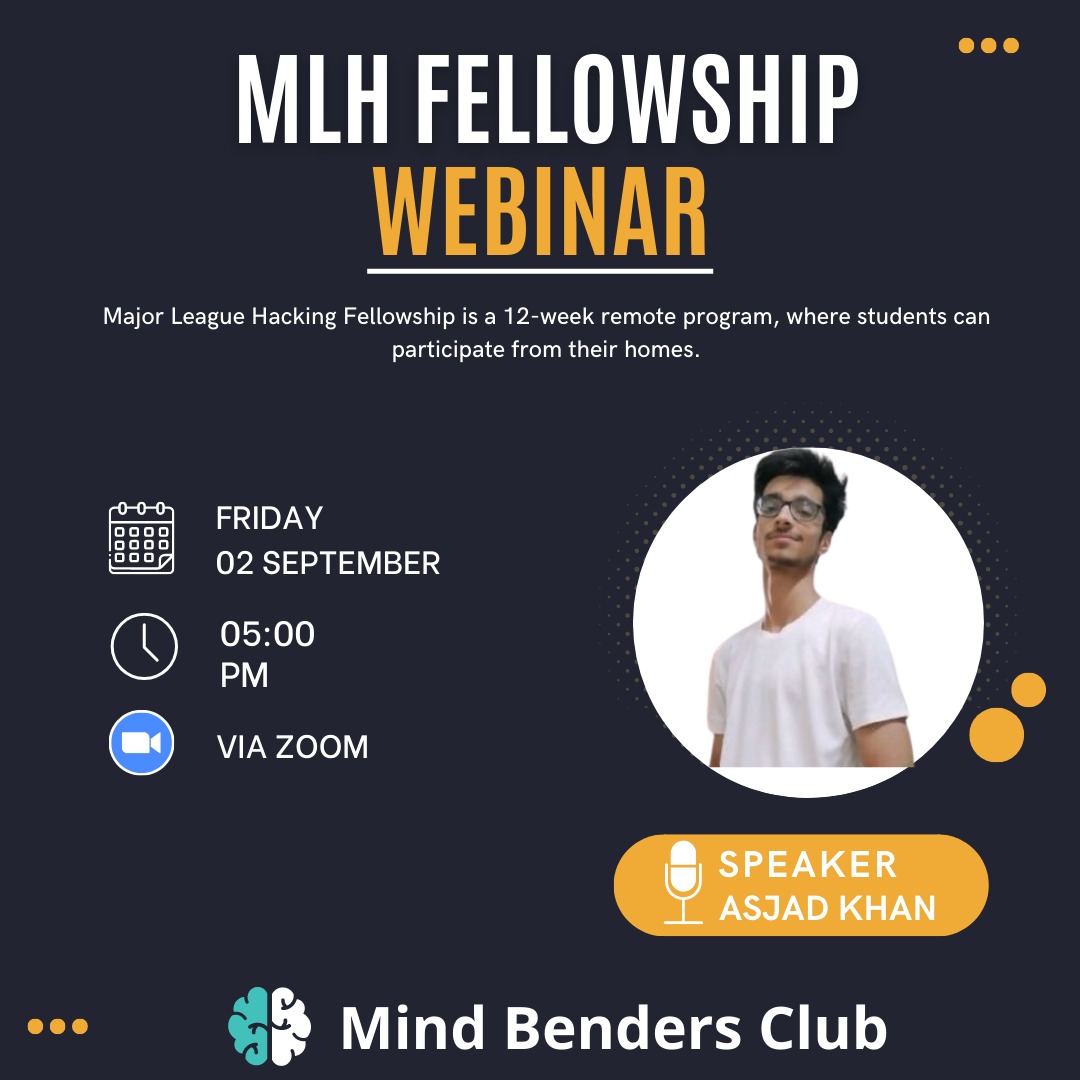 MLH FELLOWSHIP
WEBINAR
Major League Hacking Fellowship is a 12-week remote program, where students can
participate from their homes.
FRIDAY
02 SEPTEMBER
05:00
PM
VIA ZOOM
SPEAKER
ASJAD KHAN
Mind Benders Club